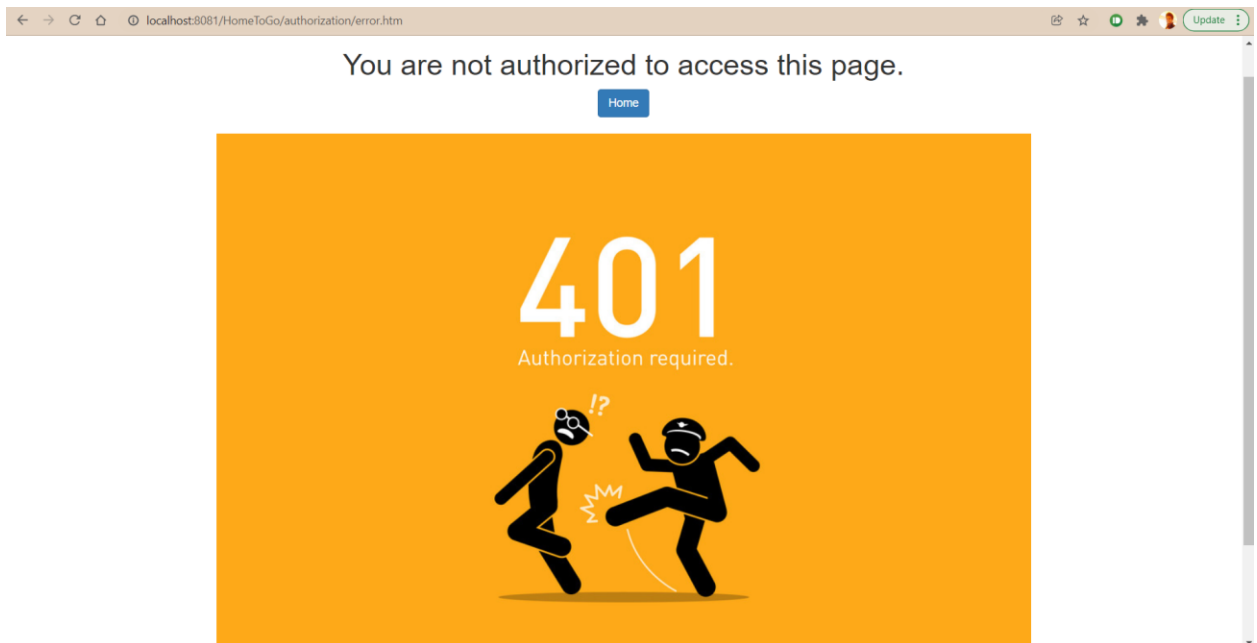 localhost:8081/HomeToGo/authorization/error.htm
Update
You are not authorized to access this page.
Home
401
Authorization required.
!?